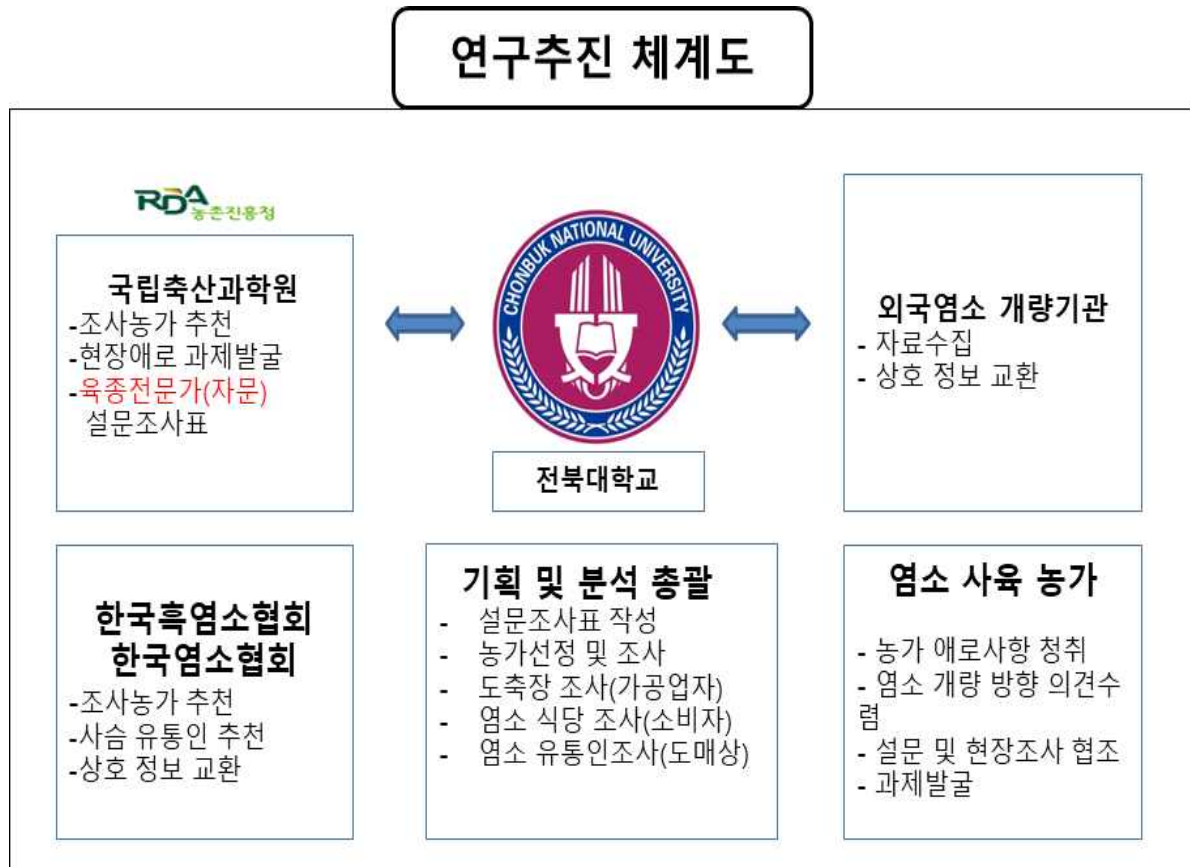 연구추진 체계도
RDA
농촌진흥청
국립축산과학원
-조사농가 추천
-현장애로 과제발굴
-육종전문가(자문)
설문조사표
CHONBUK NATIONAL UNIVERSITY
전북대학교
외국염소 개량기관
- 자료수집
- 상호 정보 교환
한국흑염소협회
한국염소협회
-조사농가 추천
-사슴 유통인 추천
-상호 정보 교환
기획 및 분석 총괄
- 설문조사표 작성
- 농가선정 및 조사
- 도축장 조사(가공업자)
- 염소 식당 조사(소비자)
- 염소 유통인조사(도매상)
염소 사육 농가
- 농가 애로사항 청취
- 염소 개량 방향 의견수
렴
- 설문 및 현장조사 협조
- 과제발굴